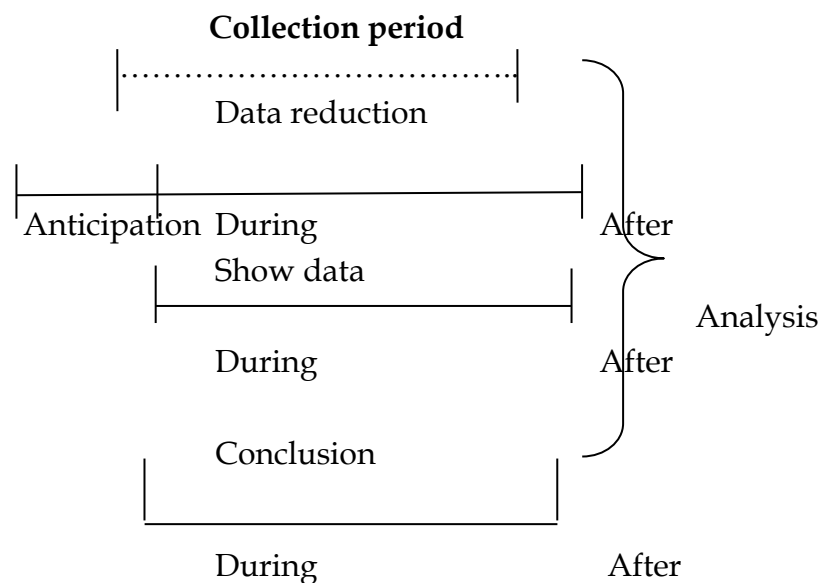 Collection period
Data reduction
Anticipation During After
Show data
Analysis
During After
Conclusion
During After